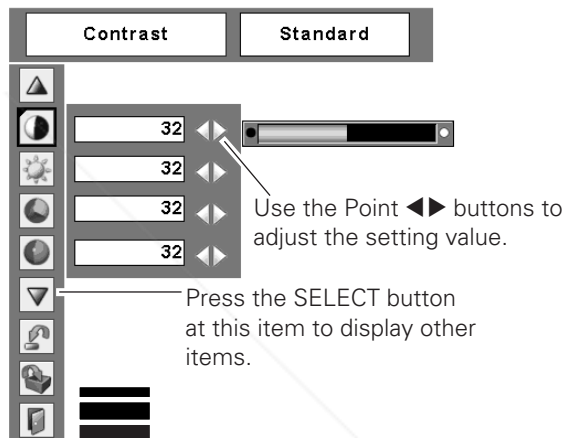 Contrast Standard
32
32
32
32
Use the Point ◀▶ buttons to
adjust the setting value.
Press the SELECT button
at this item to display other
items.